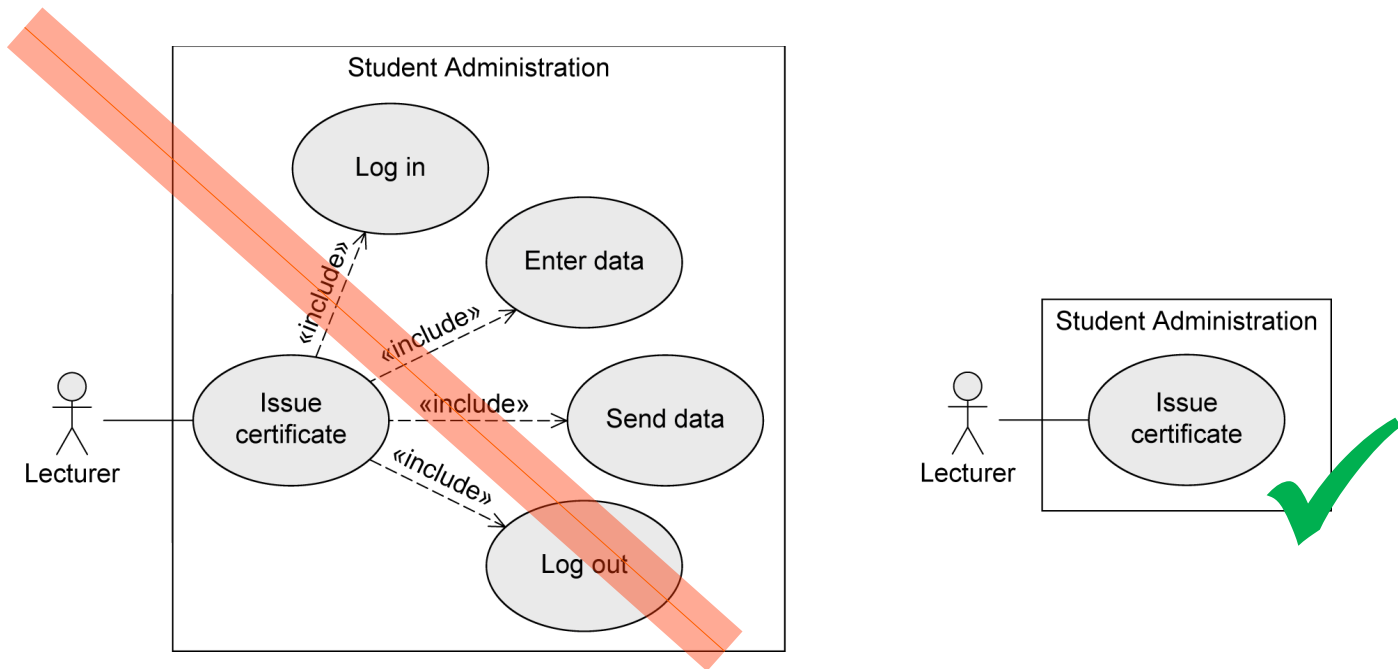 Student Administration
Log in
«include»
Enter data
«include»
Issue
certificate
«include»
Send data
Lecturer
«include»
Log out
Student Administration
Issue
certificate
Lecturer